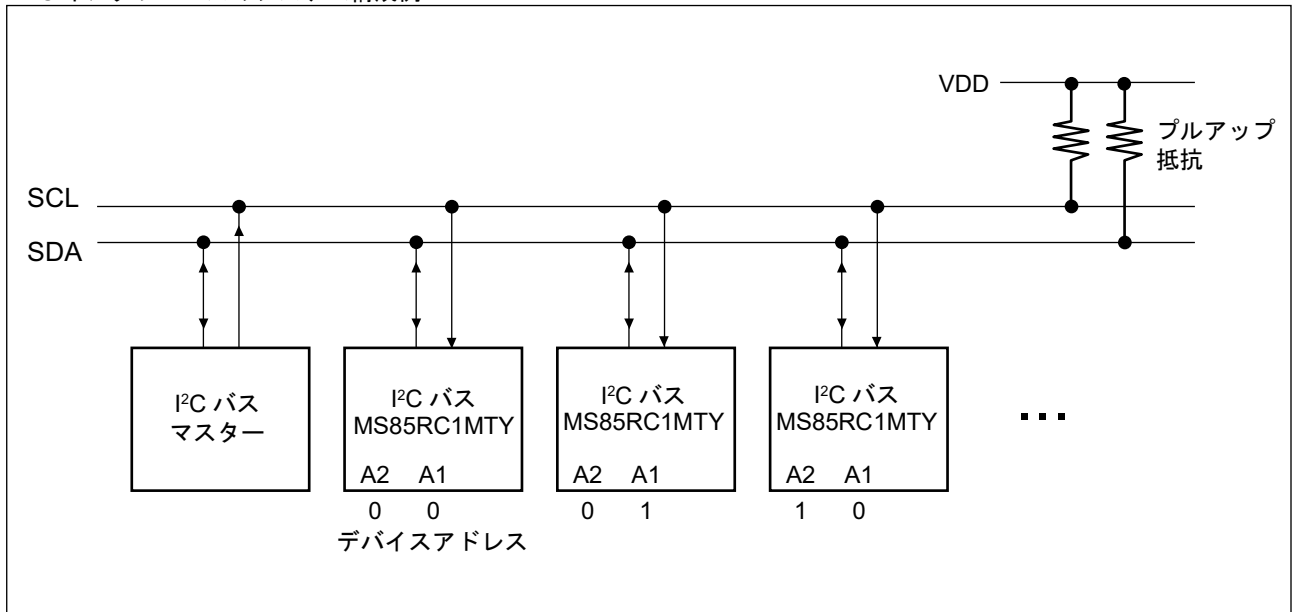 VDD
プルアップ
抵抗
SCL
SDA
I²C バス
マスター
I²C バス
MS85RC1MTY
A2 A1
0 0
デバイスアドレス
I²C バス
MS85RC1MTY
A2 A1
0 1
I²C バス
MS85RC1MTY
A2 A1
1 0
...